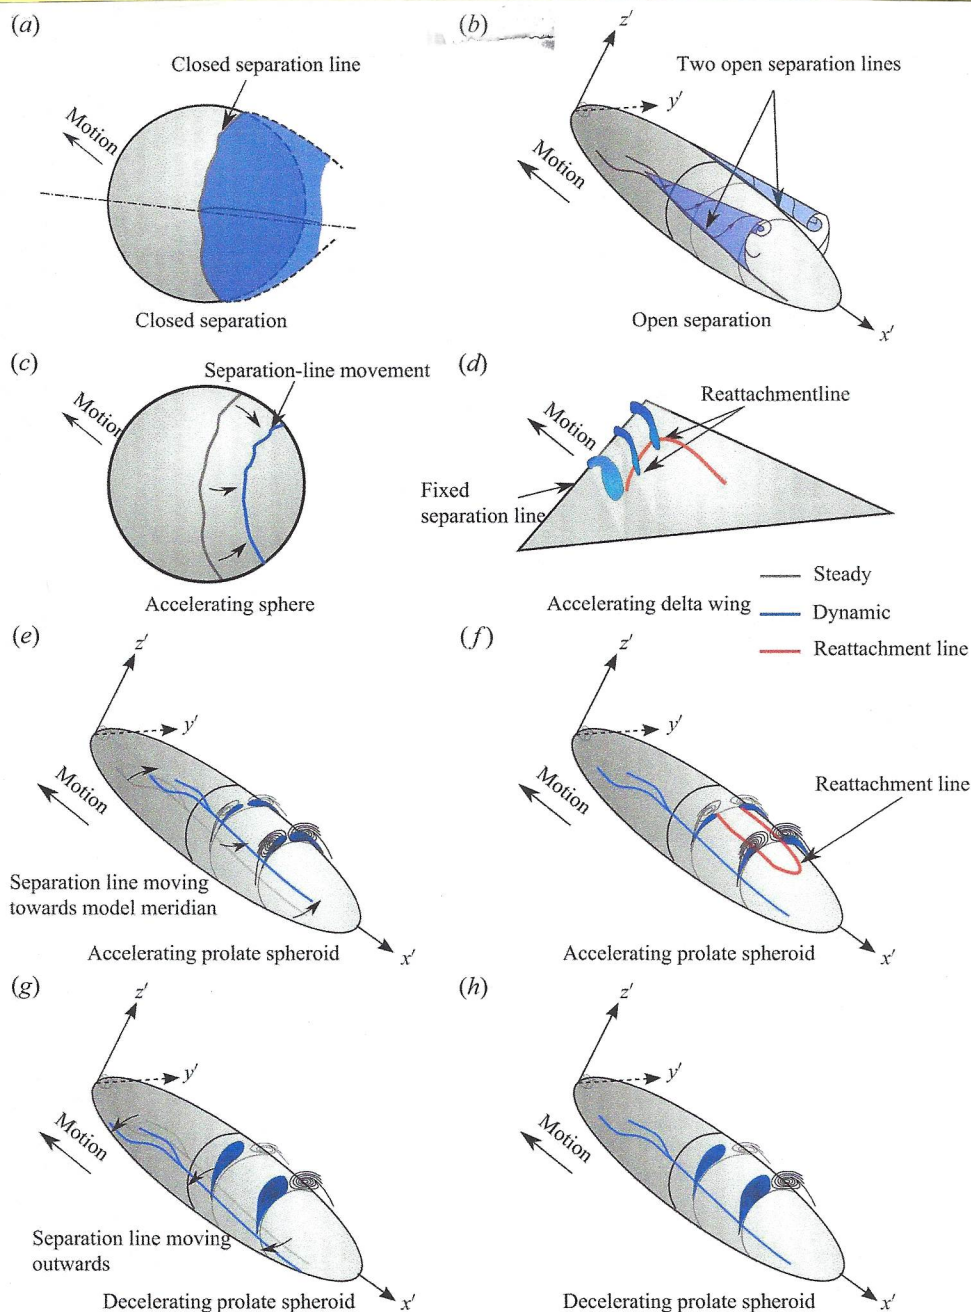 (a)
Closed separation line
Motion
Closed separation
(b)
z′
Two open separation lines
y′
Motion
Open separation
x′
(c)
Separation-line movement
Motion
Accelerating sphere
(d)
Reattachmentline
Motion
Fixed
separation line
Accelerating delta wing
Steady
Dynamic
Reattachment line
(e)
z′
y′
Motion
Separation line moving
towards model meridian
Accelerating prolate spheroid
x′
(f)
z′
y′
Reattachment line
Motion
Accelerating prolate spheroid
x′
(g)
z′
y′
Motion
Separation line moving
outwards
Decelerating prolate spheroid
x′
(h)
z′
y′
Motion
Decelerating prolate spheroid
x′